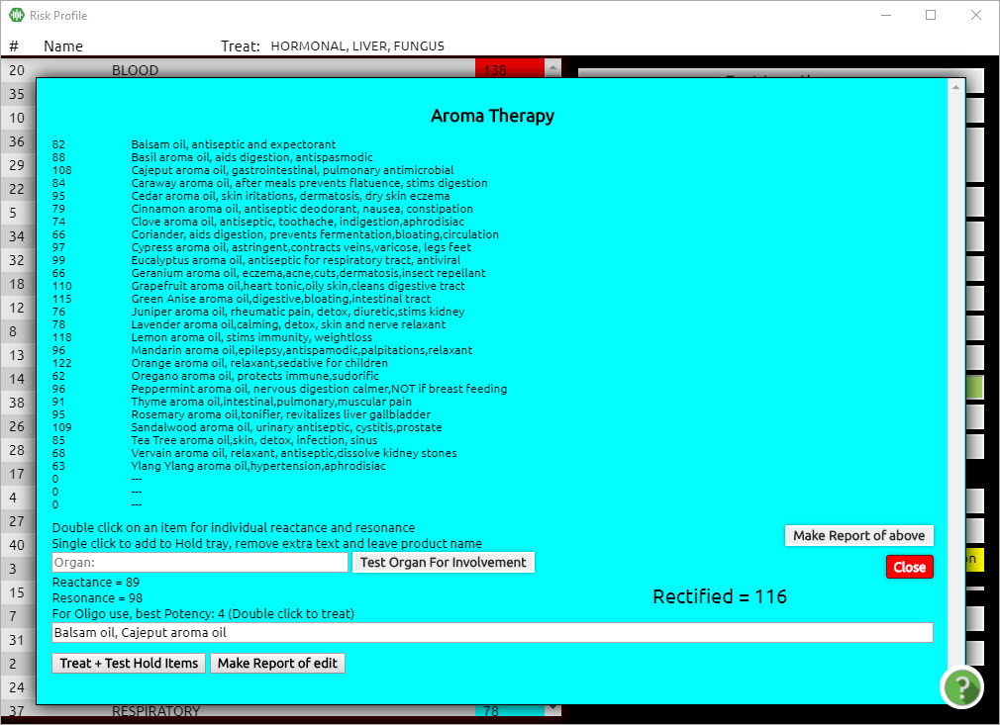 Risk Profile
# Name Treat: HORMONAL, LIVER, FUNGUS
20 BLOOD 138
35
10
36
29
22
5
34
32
18
12
8
13
14
38
26
28
17
4
27
40
3
15
7
31
2
24
37 RESPIRATORY 78
Aroma Therapy
82 Balsam oil, antiseptic and expectorant
88 Basil aroma oil, aids digestion, antispasmodic
108 Cajeput aroma oil, gastrointestinal, pulmonary antimicrobial
84 Caraway aroma oil, after meals prevents flatuence, stims digestion
95 Cedar aroma oil, skin iritations, dermatosis, dry skin eczema
79 Cinnamon aroma oil, antiseptic deodorant, nausea, constipation
74 Clove aroma oil, antiseptic, toothache, indigestion,aphrodisiac
66 Coriander, aids digestion, prevents fermentation,bloating,circulation
97 Cypress aroma oil, astringent,contracts veins,varicose, legs feet
99 Eucalyptus aroma oil, antiseptic for respiratory tract, antiviral
66 Geranium aroma oil, eczema,acne,cuts,dermatosis,insect repellant
110 Grapefruit aroma oil,heart tonic,oily skin,cleans digestive tract
115 Green Anise aroma oil,digestive,bloating,intestinal tract
76 Juniper aroma oil, rheumatic pain, detox, diuretic,stims kidney
78 Lavender aroma oil,calming, detox, skin and nerve relaxant
118 Lemon aroma oil, stims immunity, weightloss
96 Mandarin aroma oil,epilepsy,antispamodic,palpitations,relaxant
122 Orange aroma oil, relaxant,sedative for children
62 Oregano aroma oil, protects immune,sudorific
96 Peppermint aroma oil, nervous digestion calmer,NOT if breast feeding
91 Thyme aroma oil,intestinal,pulmonary,muscular pain
95 Rosemary aroma oil,tonifier, revitalizes liver gallbladder
109 Sandalwood aroma oil, urinary antiseptic, cystitis,prostate
85 Tea Tree aroma oil,skin, detox, infection, sinus
68 Vervain aroma oil, relaxant, antiseptic,dissolve kidney stones
63 Ylang Ylang aroma oil,hypertension,aphrodisiac
0 ---
0 ---
0 ---
Double click on an item for individual reactance and resonance
Single click to add to Hold tray, remove extra text and leave product name
Make Report of above
Organ: Test Organ For Involvement
Close
Reactance = 89
Resonance = 98
Rectified = 116
For Oligo use, best Potency: 4 (Double click to treat)
Balsam oil, Cajeput aroma oil
Treat + Test Hold Items Make Report of edit
?